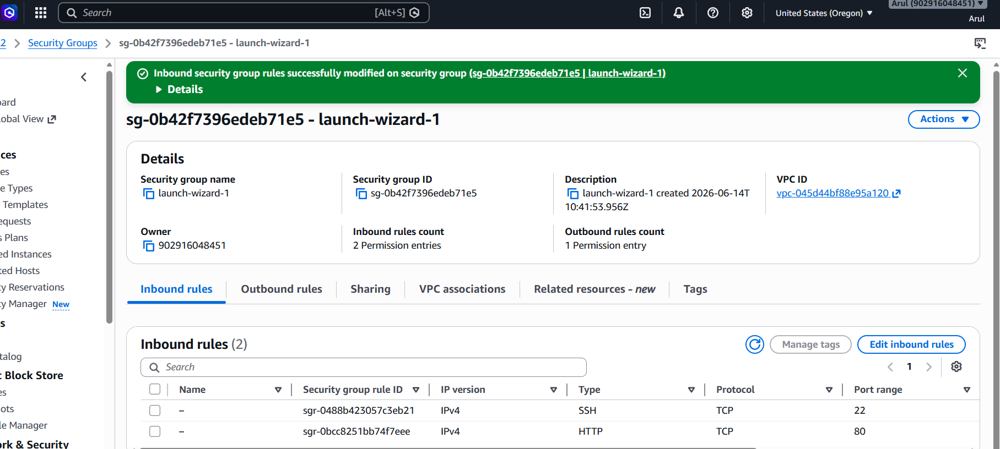 Search [Alt+S] United States (Oregon) Arul (902916048451)
Arul
2 Security Groups sg-0b42f7396edeb71e5 - launch-wizard-1
Inbound security group rules successfully modified on security group (sg-0b42f7396edeb71e5 | launch-wizard-1)
Details
oard
lobal View
ces
es
e Types
Templates
equests
s Plans
ed Instances
ted Hosts
ty Reservations
ty Manager New
s
talog
c Block Store
es
ots
le Manager
ork & Security
sg-0b42f7396edeb71e5 - launch-wizard-1
Actions
Details
Security group name
launch-wizard-1
Security group ID
sg-0b42f7396edeb71e5
Description
launch-wizard-1 created 2026-06-14T
10:41:53.956Z
VPC ID
vpc-045d44bf88e95a120
Owner
902916048451
Inbound rules count
2 Permission entries
Outbound rules count
1 Permission entry
Inbound rules Outbound rules Sharing VPC associations Related resources - new Tags
Inbound rules (2)
Manage tags Edit inbound rules
Search
1
Name Security group rule ID IP version Type Protocol Port range
– sgr-0488b423057c3eb21 IPv4 SSH TCP 22
– sgr-0bcc8251bb74f7eee IPv4 HTTP TCP 80